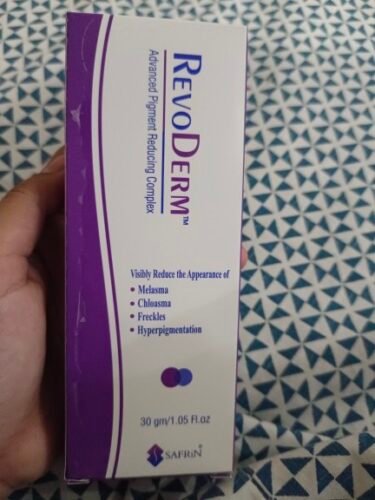 REVODERM™
Advanced Pigment Reducing Complex
Visibly Reduce the Appearance of
• Melasma
• Chloasma
• Freckles
• Hyperpigmentation
30 gm/1.05 Fl.oz
SAFRiN®